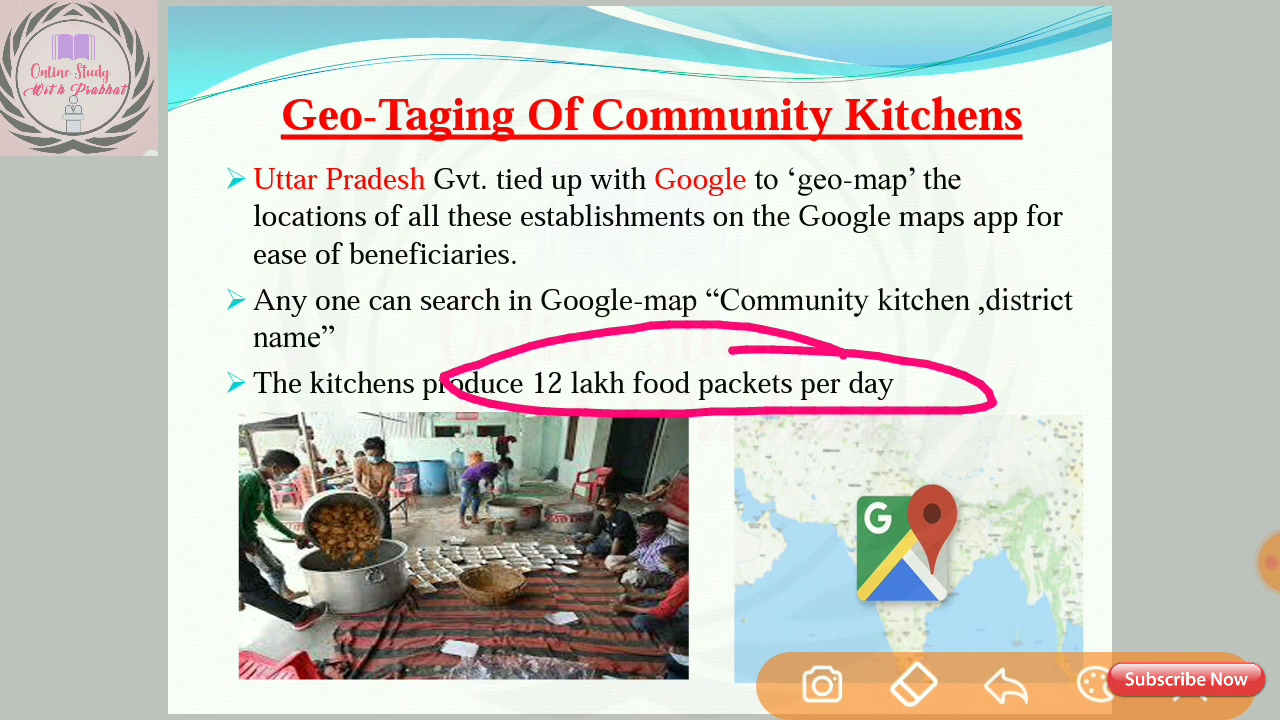 Online Study
With Prabhat
Geo-Taging Of Community Kitchens
Uttar Pradesh Gvt. tied up with Google to ‘geo-map’ the
locations of all these establishments on the Google maps app for
ease of beneficiaries.
Any one can search in Google-map “Community kitchen ,district
name”
The kitchens produce 12 lakh food packets per day
G
Subscribe Now